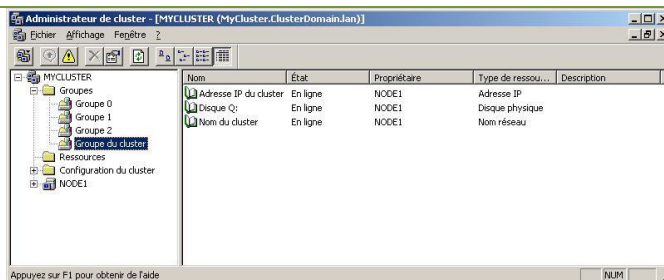 Administrateur de cluster - [MYCLUSTER (MyCluster.ClusterDomain.lan)]
Fichier Affichage Fenêtre ?
MYCLUSTER
Groupes
Groupe 0
Groupe 1
Groupe 2
Groupe du cluster
Ressources
Configuration du cluster
NODE1
Nom État Propriétaire Type de ressou... Description
Adresse IP du cluster En ligne NODE1 Adresse IP
Disque Q: En ligne NODE1 Disque physique
Nom du cluster En ligne NODE1 Nom réseau
Appuyez sur F1 pour obtenir de l'aide NUM